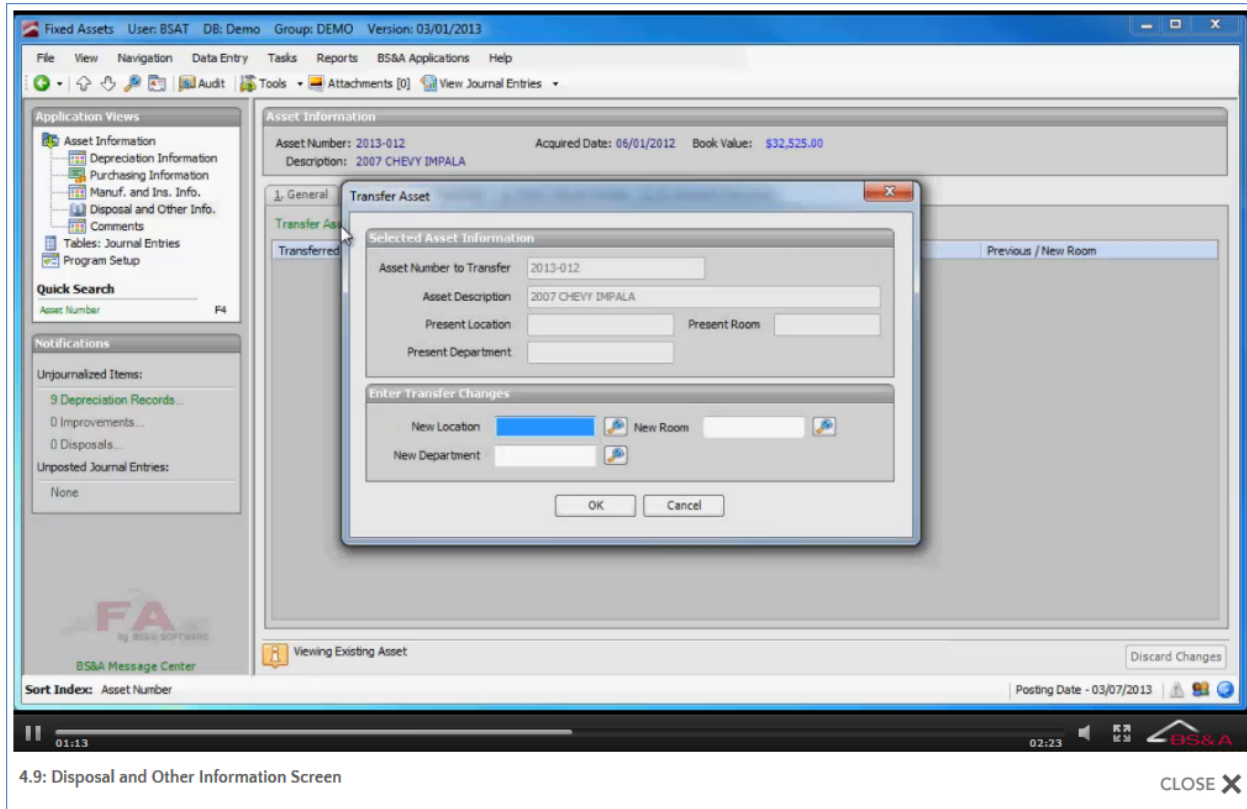 Fixed Assets User: BSAT DB: Demo Group: DEMO Version: 03/01/2013
File View Navigation Data Entry Tasks Reports BS&A Applications Help
Audit Tools Attachments [0] View Journal Entries
Application Views
Asset Information
Depreciation Information
Purchasing Information
Manuf. and Ins. Info.
Disposal and Other Info.
Comments
Tables: Journal Entries
Program Setup
Quick Search
Asset Number F4
Notifications
Unjournalized Items:
9 Depreciation Records...
0 Improvements...
0 Disposals...
Unposted Journal Entries:
None
FA
by BS&A SOFTWARE
BS&A Message Center
Asset Information
Asset Number: 2013-012 Acquired Date: 06/01/2012 Book Value: $32,525.00
Description: 2007 CHEVY IMPALA
1. General
Transfer Ass
Transferred Previous / New Room
Transfer Asset
Selected Asset Information
Asset Number to Transfer 2013-012
Asset Description 2007 CHEVY IMPALA
Present Location Present Room
Present Department
Enter Transfer Changes
New Location New Room
New Department
OK Cancel
Viewing Existing Asset Discard Changes
Sort Index: Asset Number Posting Date - 03/07/2013
01:13 02:23 BS&A
4.9: Disposal and Other Information Screen
CLOSE X